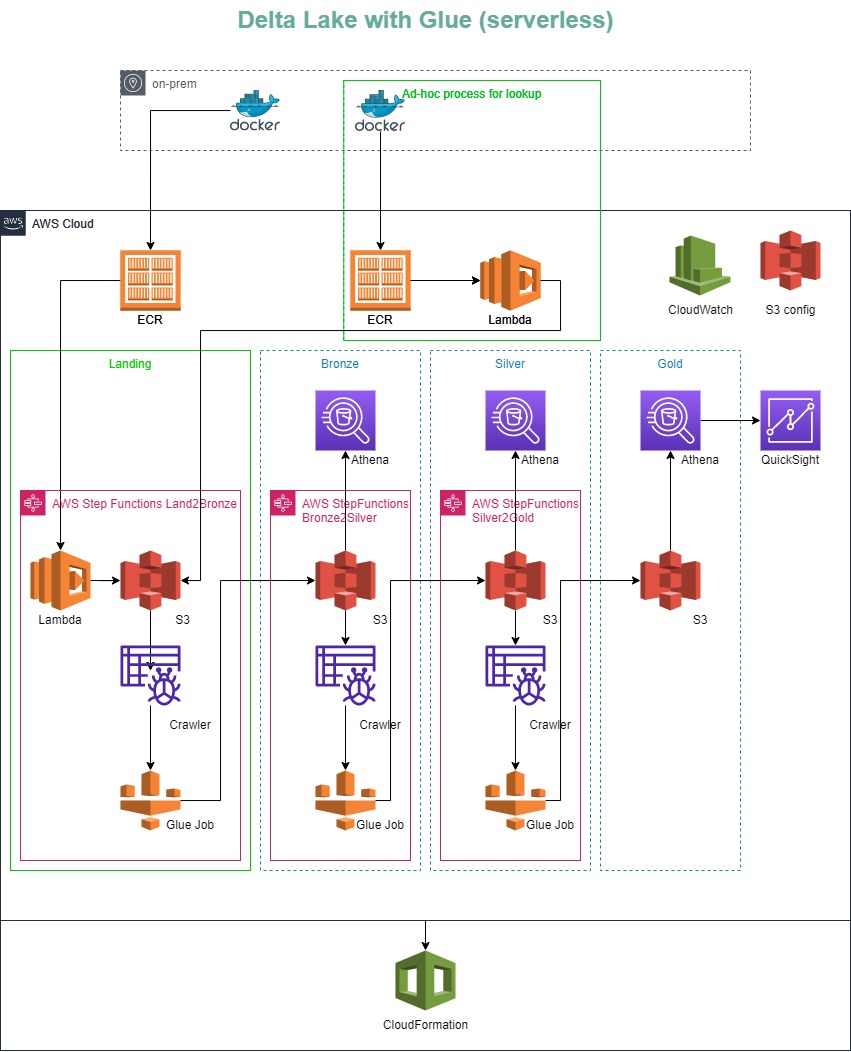 Delta Lake with Glue (serverless)
on-prem
docker
docker
Ad-hoc process for lookup
aws
AWS Cloud
ECR
ECR
Lambda
CloudWatch
S3 config
Landing
Bronze
Silver
Gold
Athena
Athena
Athena
QuickSight
AWS Step Functions Land2Bronze
AWS StepFunctions
Bronze2Silver
AWS StepFunctions
Silver2Gold
Lambda
S3
S3
S3
S3
Crawler
Crawler
Crawler
Glue Job
Glue Job
Glue Job
CloudFormation